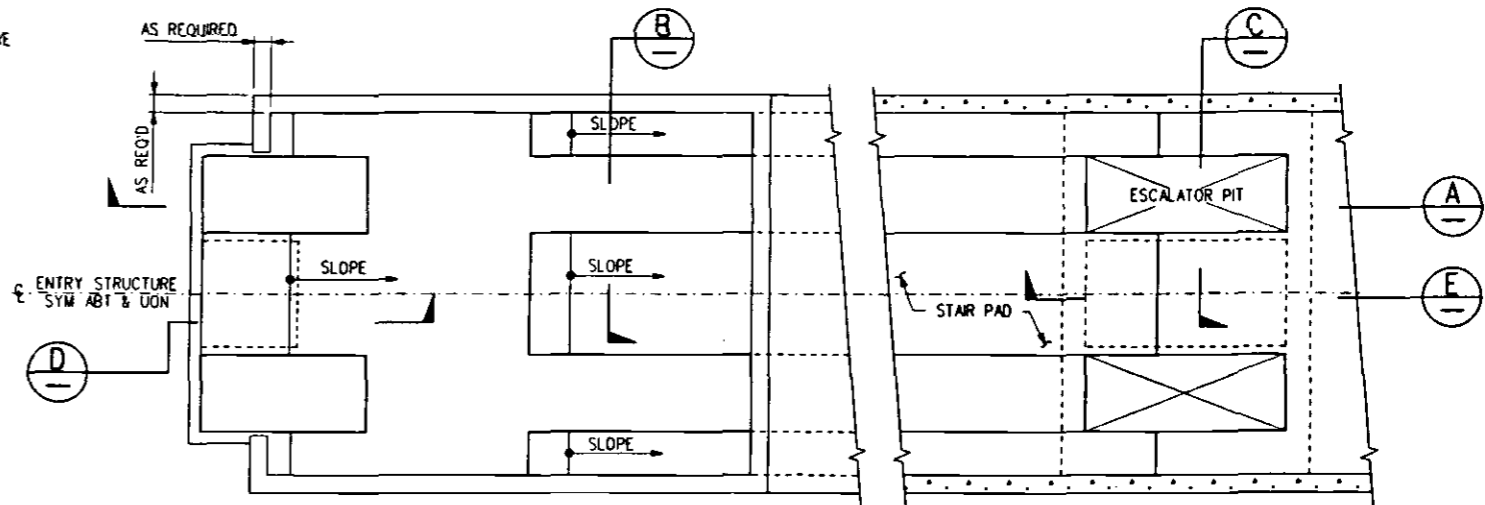 AS REQUIRED
B
C
SLOPE
AS REQ'D
ESCALATOR PIT
A
SLOPE
SLOPE
℄ ENTRY STRUCTURE
SYM ABT & UON
E
STAIR PAD
D
SLOPE